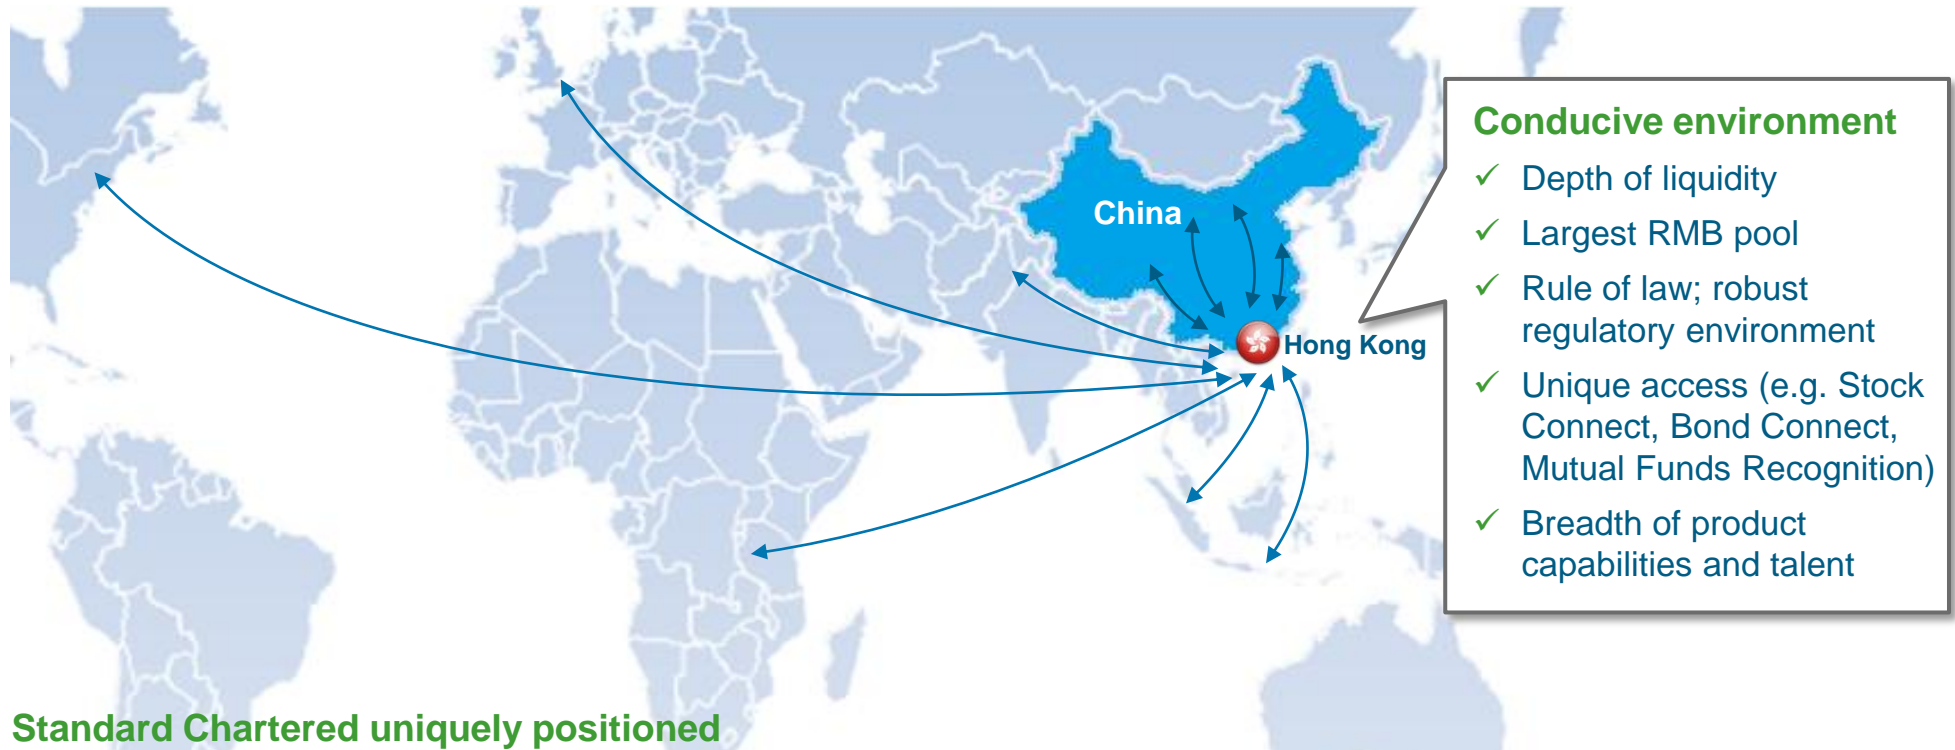 Conducive environment
✓ Depth of liquidity
✓ Largest RMB pool
✓ Rule of law; robust
regulatory environment
✓ Unique access (e.g. Stock
Connect, Bond Connect,
Mutual Funds Recognition)
✓ Breadth of product
capabilities and talent
China
Hong Kong
Standard Chartered uniquely positioned